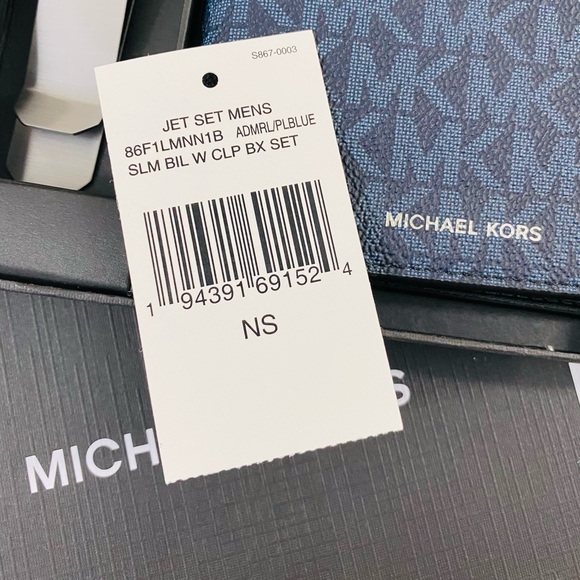 S867-0003
JET SET MENS
86F1LMNN1B ADMRL/PLBLUE
SLM BIL W CLP BX SET
1 94391 69152 4
NS
MICHAEL KORS
MICH RS